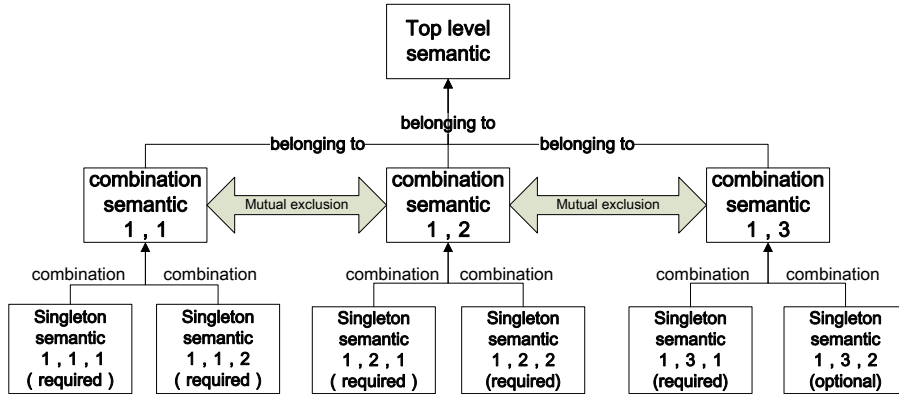 Top level
semantic
belonging to
belonging to
belonging to
combination
semantic
1 , 1
Mutual exclusion
combination
semantic
1 , 2
Mutual exclusion
combination
semantic
1 , 3
combination
combination
combination
combination
combination
combination
Singleton
semantic
1 , 1 , 1
( required )
Singleton
semantic
1 , 1 , 2
( required )
Singleton
semantic
1 , 2 , 1
( required )
Singleton
semantic
1 , 2 , 2
(required)
Singleton
semantic
1 , 3 , 1
(required)
Singleton
semantic
1 , 3 , 2
(optional)